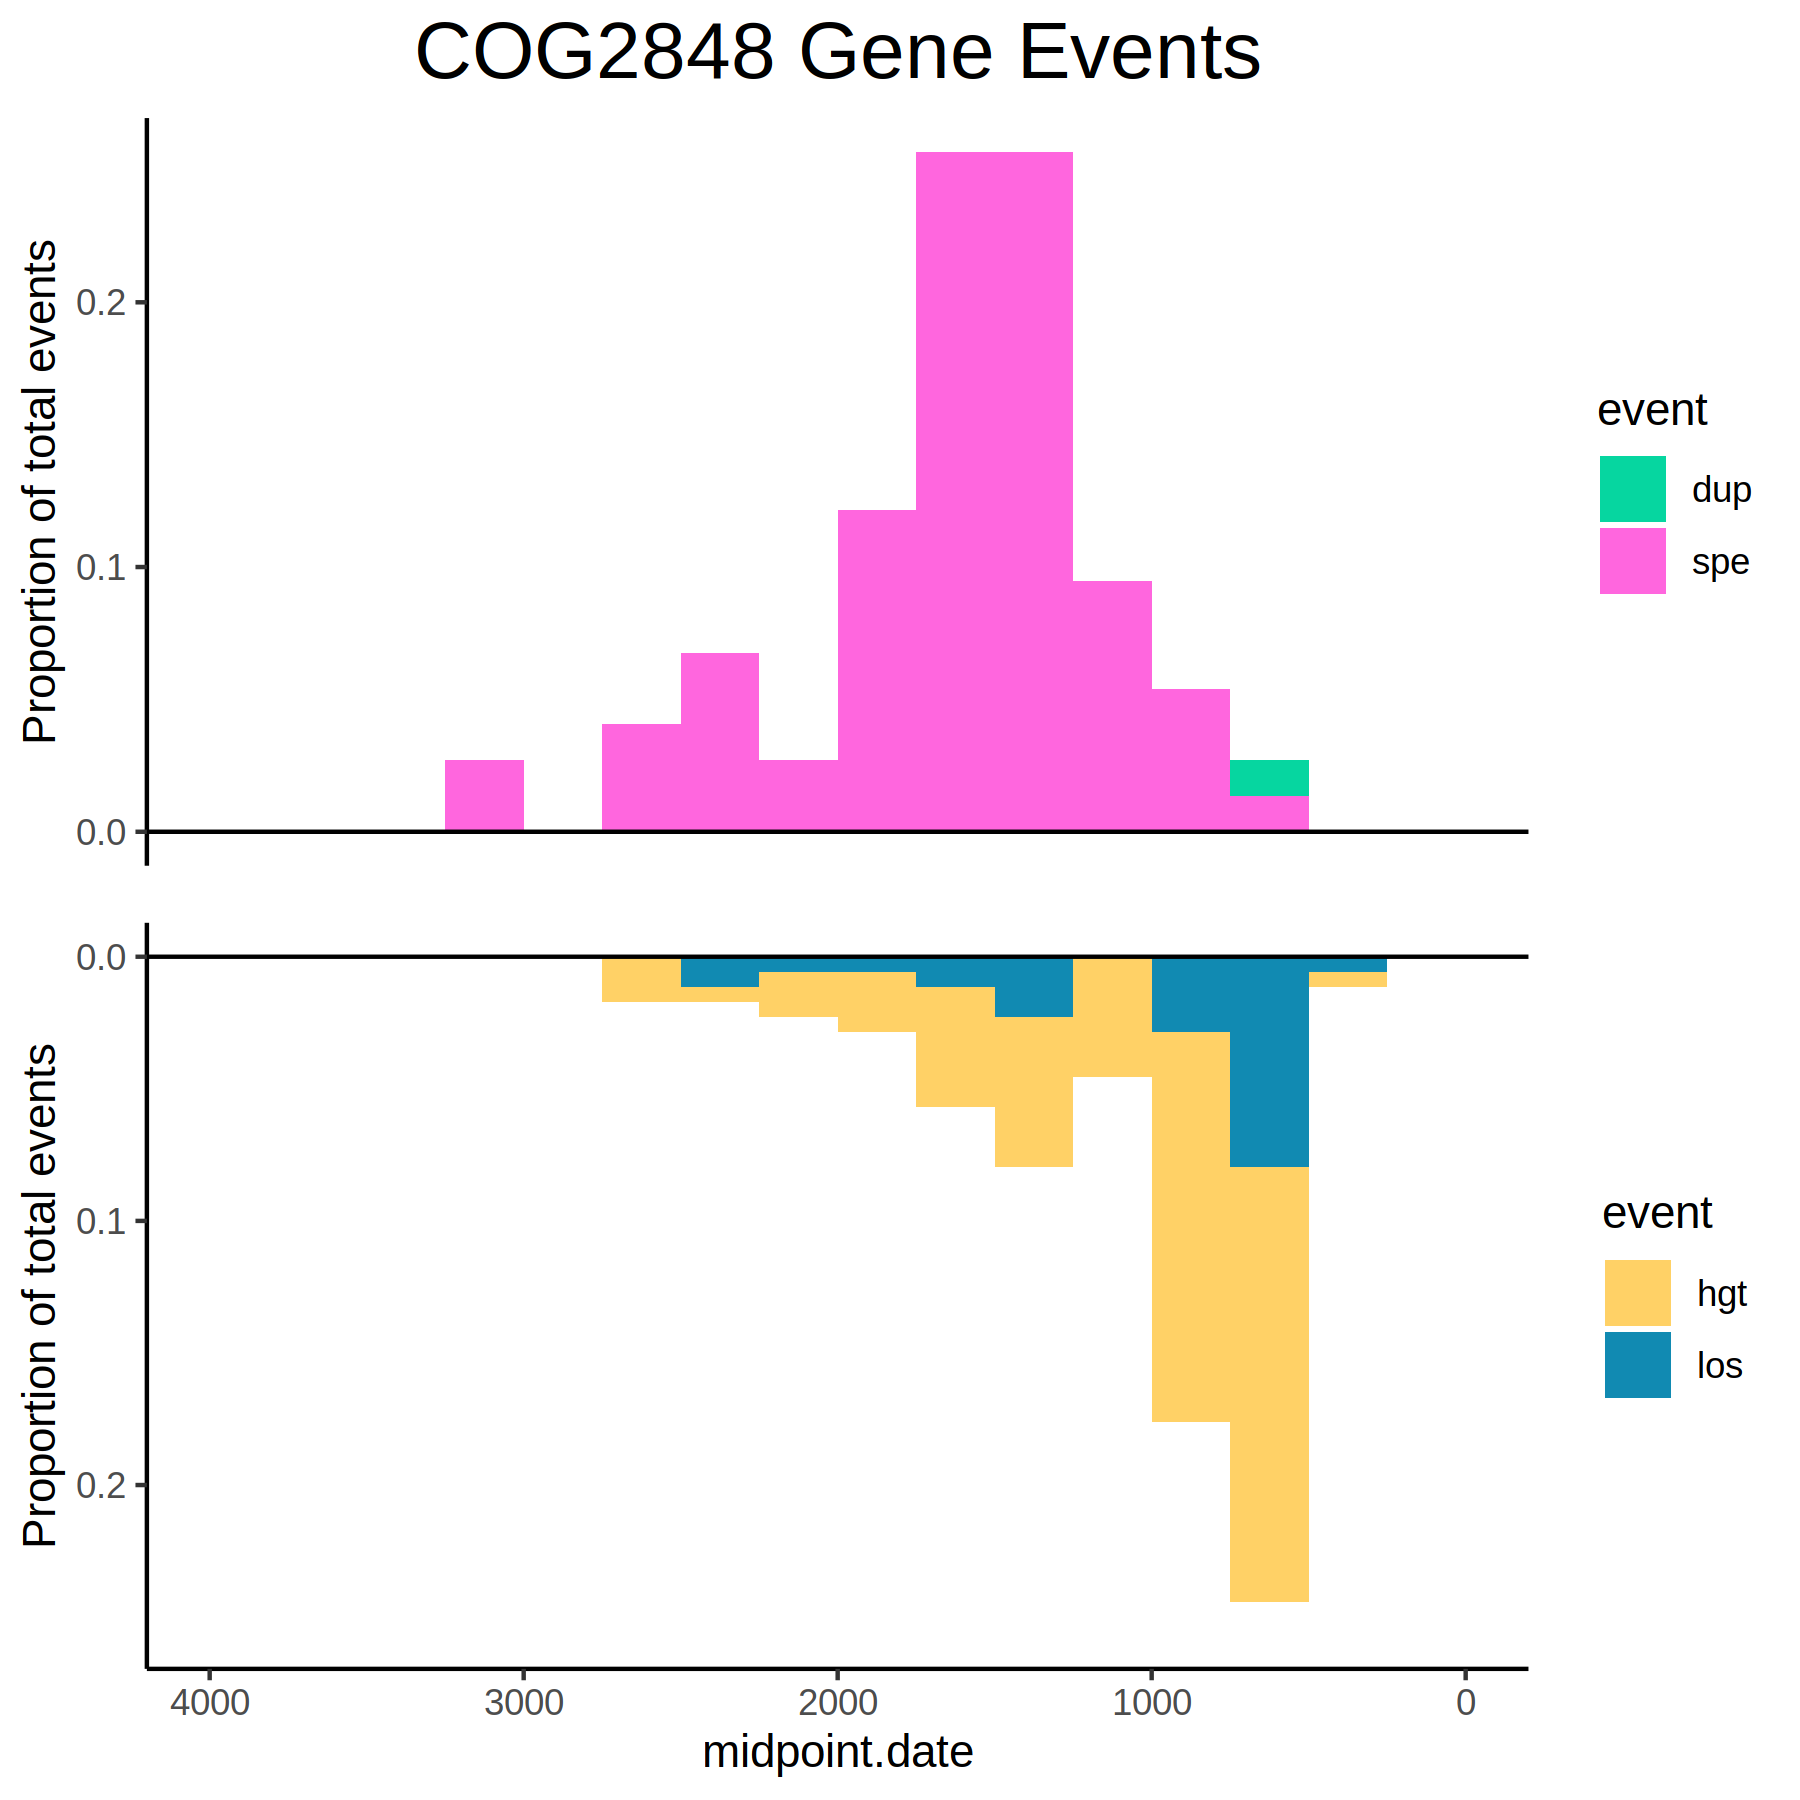 COG2848 Gene Events
Proportion of total events
0.2
0.1
0.0
event
dup
spe
Proportion of total events
0.0
0.1
0.2
event
hgt
los
4000 3000 2000 1000 0
midpoint.date